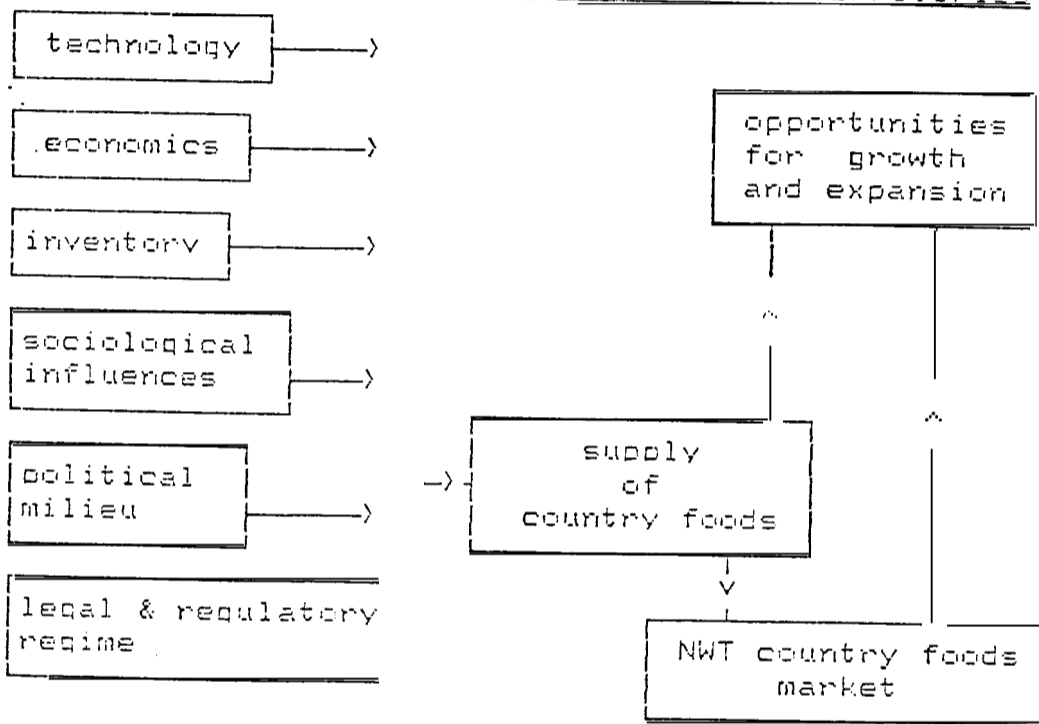 technology
economics
inventory
sociological
influences
political
milieu
legal & regulatory
regime
opportunities
for growth
and expansion
supply
of
country foods
NWT country foods
market